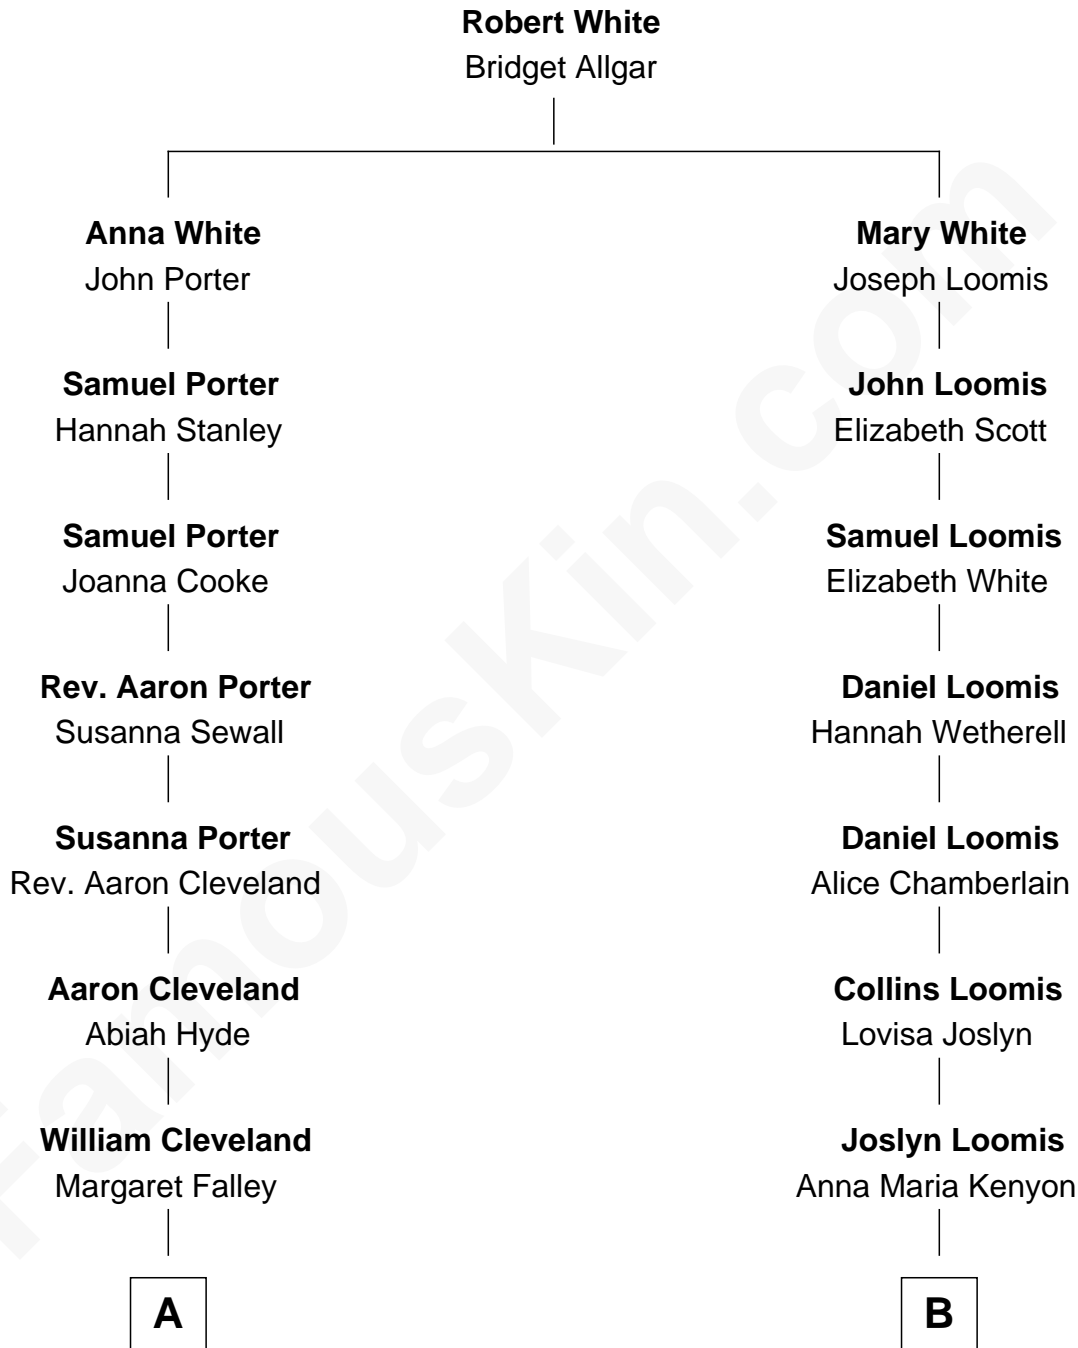 Robert White
Bridget Allgar
Anna White
John Porter
Mary White
Joseph Loomis
Samuel Porter
Hannah Stanley
John Loomis
Elizabeth Scott
Samuel Porter
Joanna Cooke
Samuel Loomis
Elizabeth White
Rev. Aaron Porter
Susanna Sewall
Daniel Loomis
Hannah Wetherell
Susanna Porter
Rev. Aaron Cleveland
Daniel Loomis
Alice Chamberlain
Aaron Cleveland
Abiah Hyde
Collins Loomis
Lovisa Joslyn
William Cleveland
Margaret Falley
Joslyn Loomis
Anna Maria Kenyon
A
B
FamousKin.com